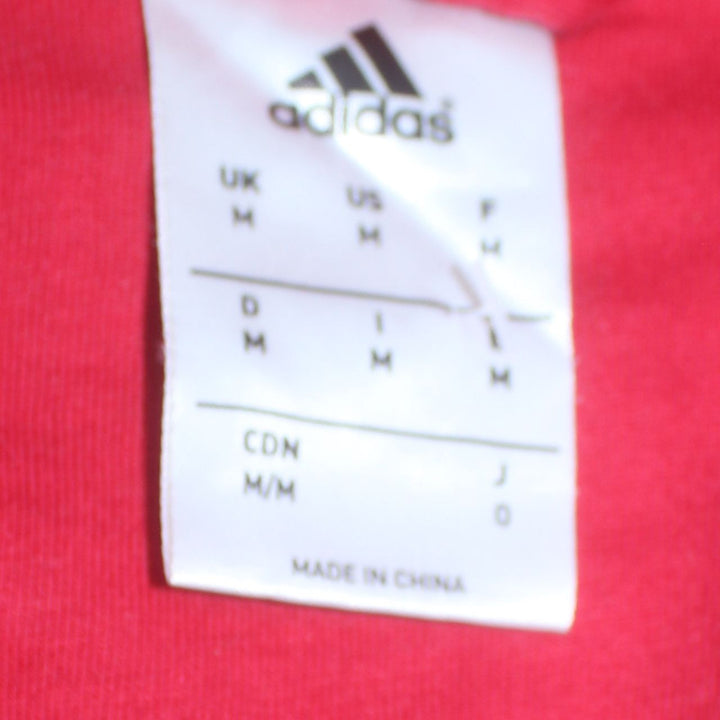 adidas
UK US F
M M M
D I
M M M
CDN J
M/M O
MADE IN CHINA